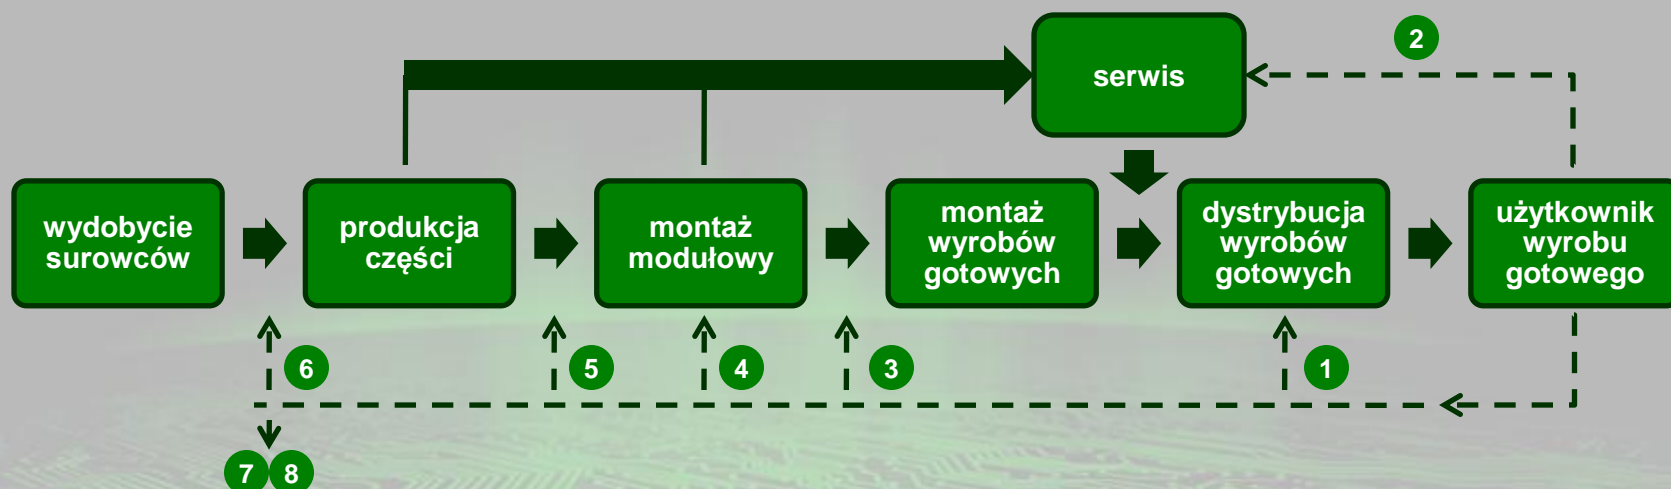 2
serwis
wydobycie
surowców
produkcja
części
montaż
modułowy
montaż
wyrobów
gotowych
dystrybucja
wyrobów
gotowych
użytkownik
wyrobu
gotowego
6
5
4
3
1
7
8